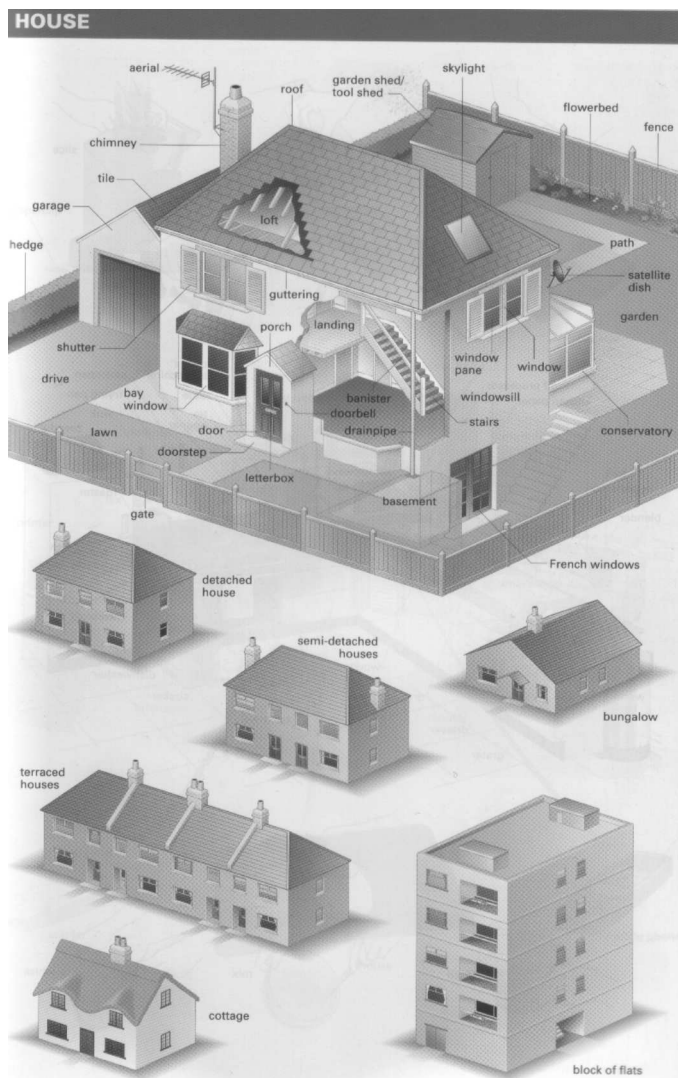 HOUSE
aerial
skylight
garden shed/
tool shed
roof
flowerbed
fence
chimney
tile
garage
loft
hedge
path
satellite
dish
guttering
garden
landing
porch
shutter
window
pane
window
drive
bay
window
banister
windowsill
doorbell
stairs
lawn
door
drainpipe
conservatory
doorstep
letterbox
basement
gate
French windows
detached
house
semi-detached
houses
bungalow
terraced
houses
cottage
block of flats